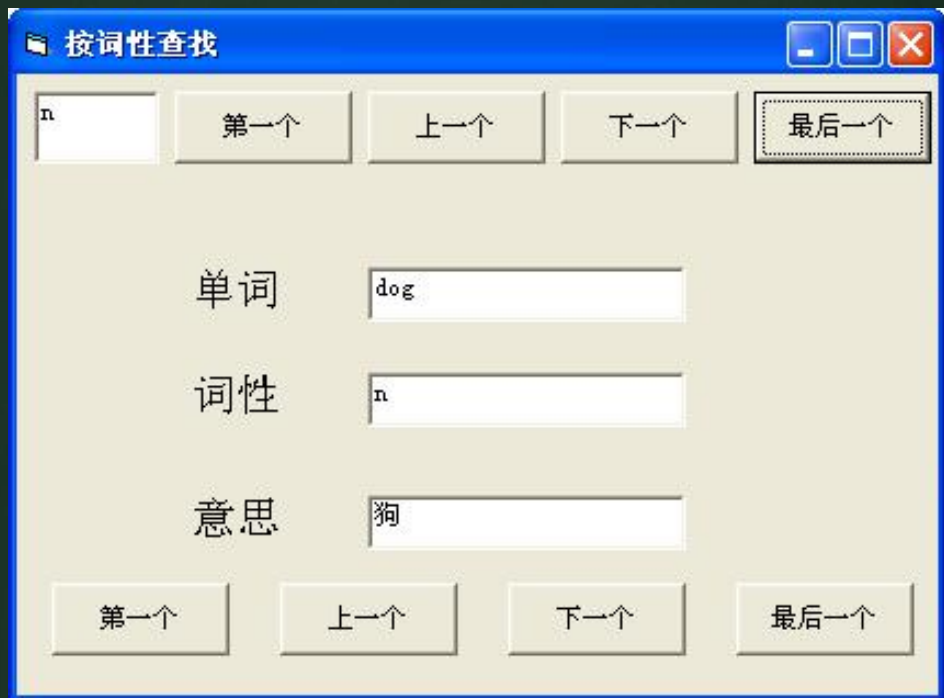 按词性查找
n 第一个 上一个 下一个 最后一个
单词 dog
词性 n
意思 狗
第一个 上一个 下一个 最后一个